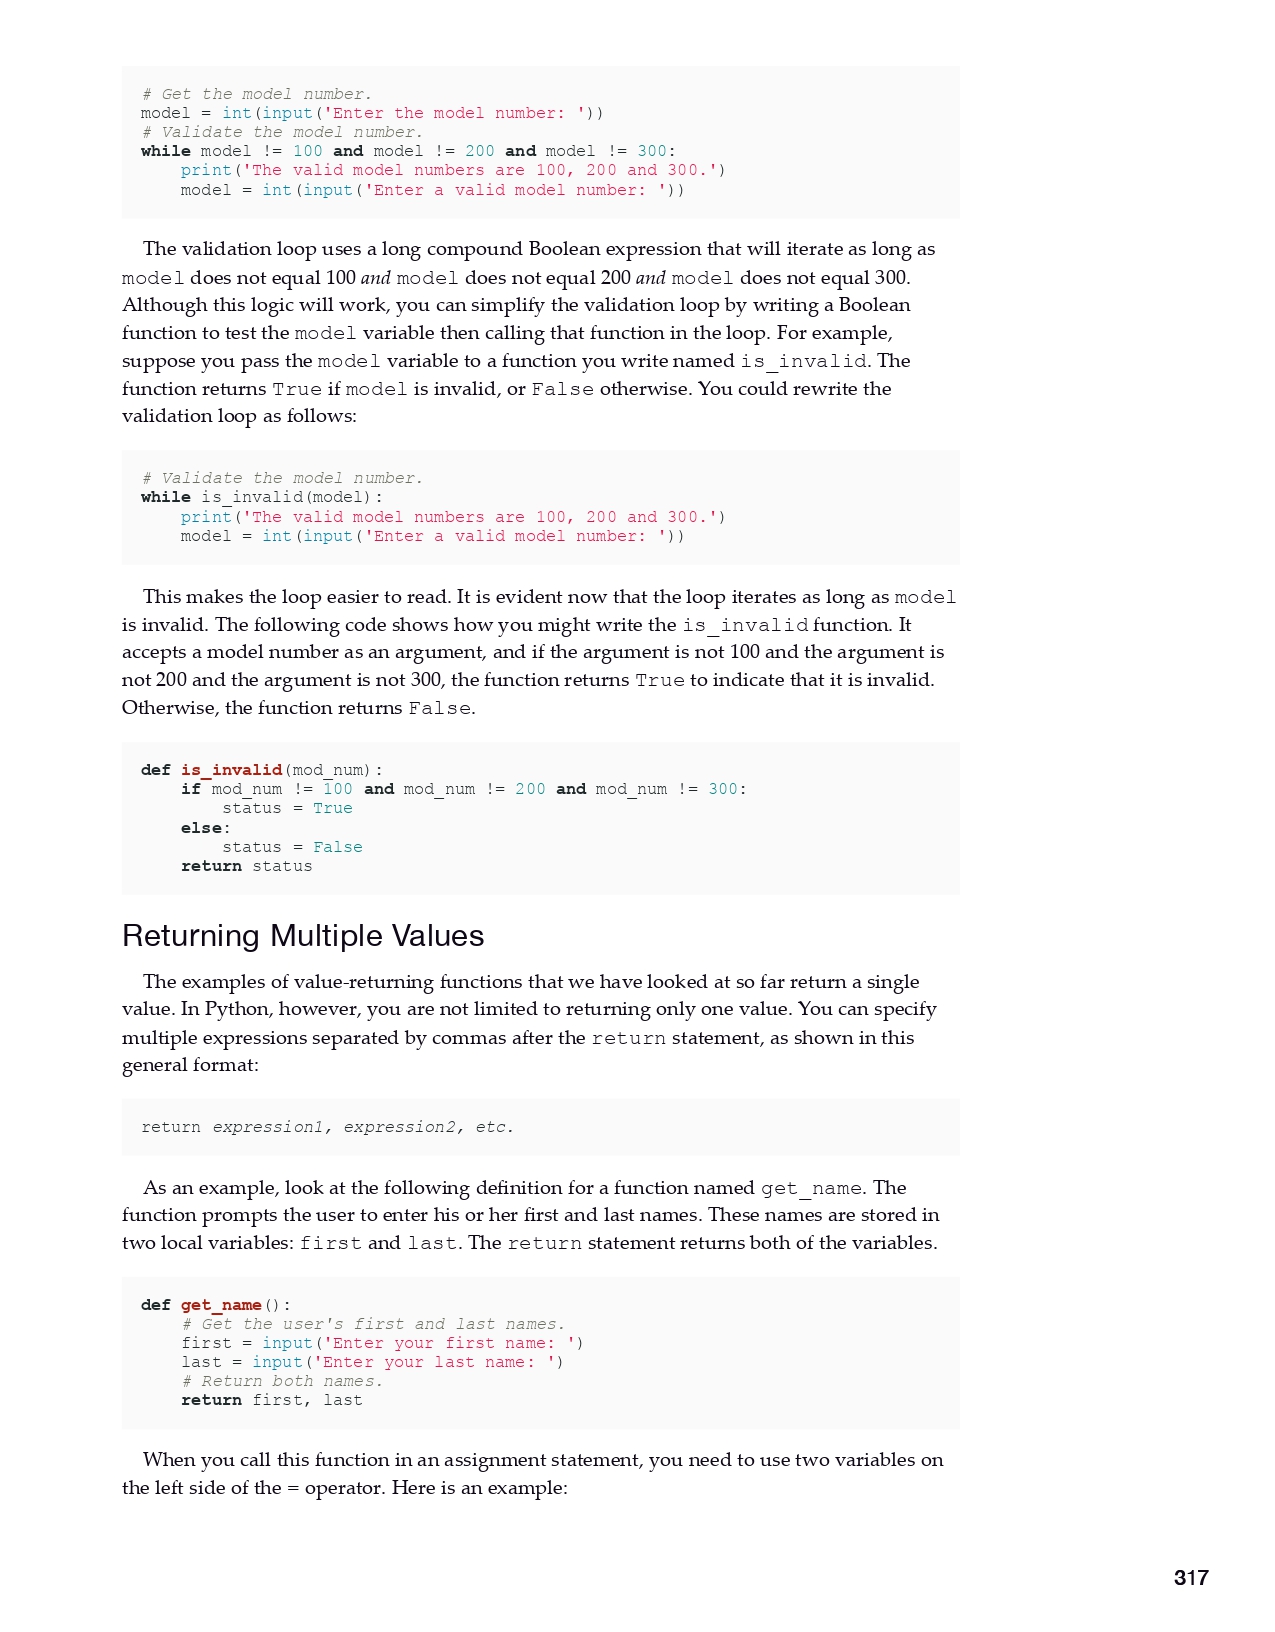 # Get the model number.
model = int(input('Enter the model number: '))
# Validate the model number.
while model != 100 and model != 200 and model != 300:
    print('The valid model numbers are 100, 200 and 300.')
    model = int(input('Enter a valid model number: '))
The validation loop uses a long compound Boolean expression that will iterate as long as
model does not equal 100 and model does not equal 200 and model does not equal 300.
Although this logic will work, you can simplify the validation loop by writing a Boolean
function to test the model variable then calling that function in the loop. For example,
suppose you pass the model variable to a function you write named is_invalid. The
function returns True if model is invalid, or False otherwise. You could rewrite the
validation loop as follows:
# Validate the model number.
while is_invalid(model):
    print('The valid model numbers are 100, 200 and 300.')
    model = int(input('Enter a valid model number: '))
This makes the loop easier to read. It is evident now that the loop iterates as long as model
is invalid. The following code shows how you might write the is_invalid function. It
accepts a model number as an argument, and if the argument is not 100 and the argument is
not 200 and the argument is not 300, the function returns True to indicate that it is invalid.
Otherwise, the function returns False.
def is_invalid(mod_num):
    if mod_num != 100 and mod_num != 200 and mod_num != 300:
        status = True
    else:
        status = False
    return status
Returning Multiple Values
The examples of value-returning functions that we have looked at so far return a single
value. In Python, however, you are not limited to returning only one value. You can specify
multiple expressions separated by commas after the return statement, as shown in this
general format:
return expression1, expression2, etc.
As an example, look at the following definition for a function named get_name. The
function prompts the user to enter his or her first and last names. These names are stored in
two local variables: first and last. The return statement returns both of the variables.
def get_name():
    # Get the user's first and last names.
    first = input('Enter your first name: ')
    last = input('Enter your last name: ')
    # Return both names.
    return first, last
When you call this function in an assignment statement, you need to use two variables on
the left side of the = operator. Here is an example:
317